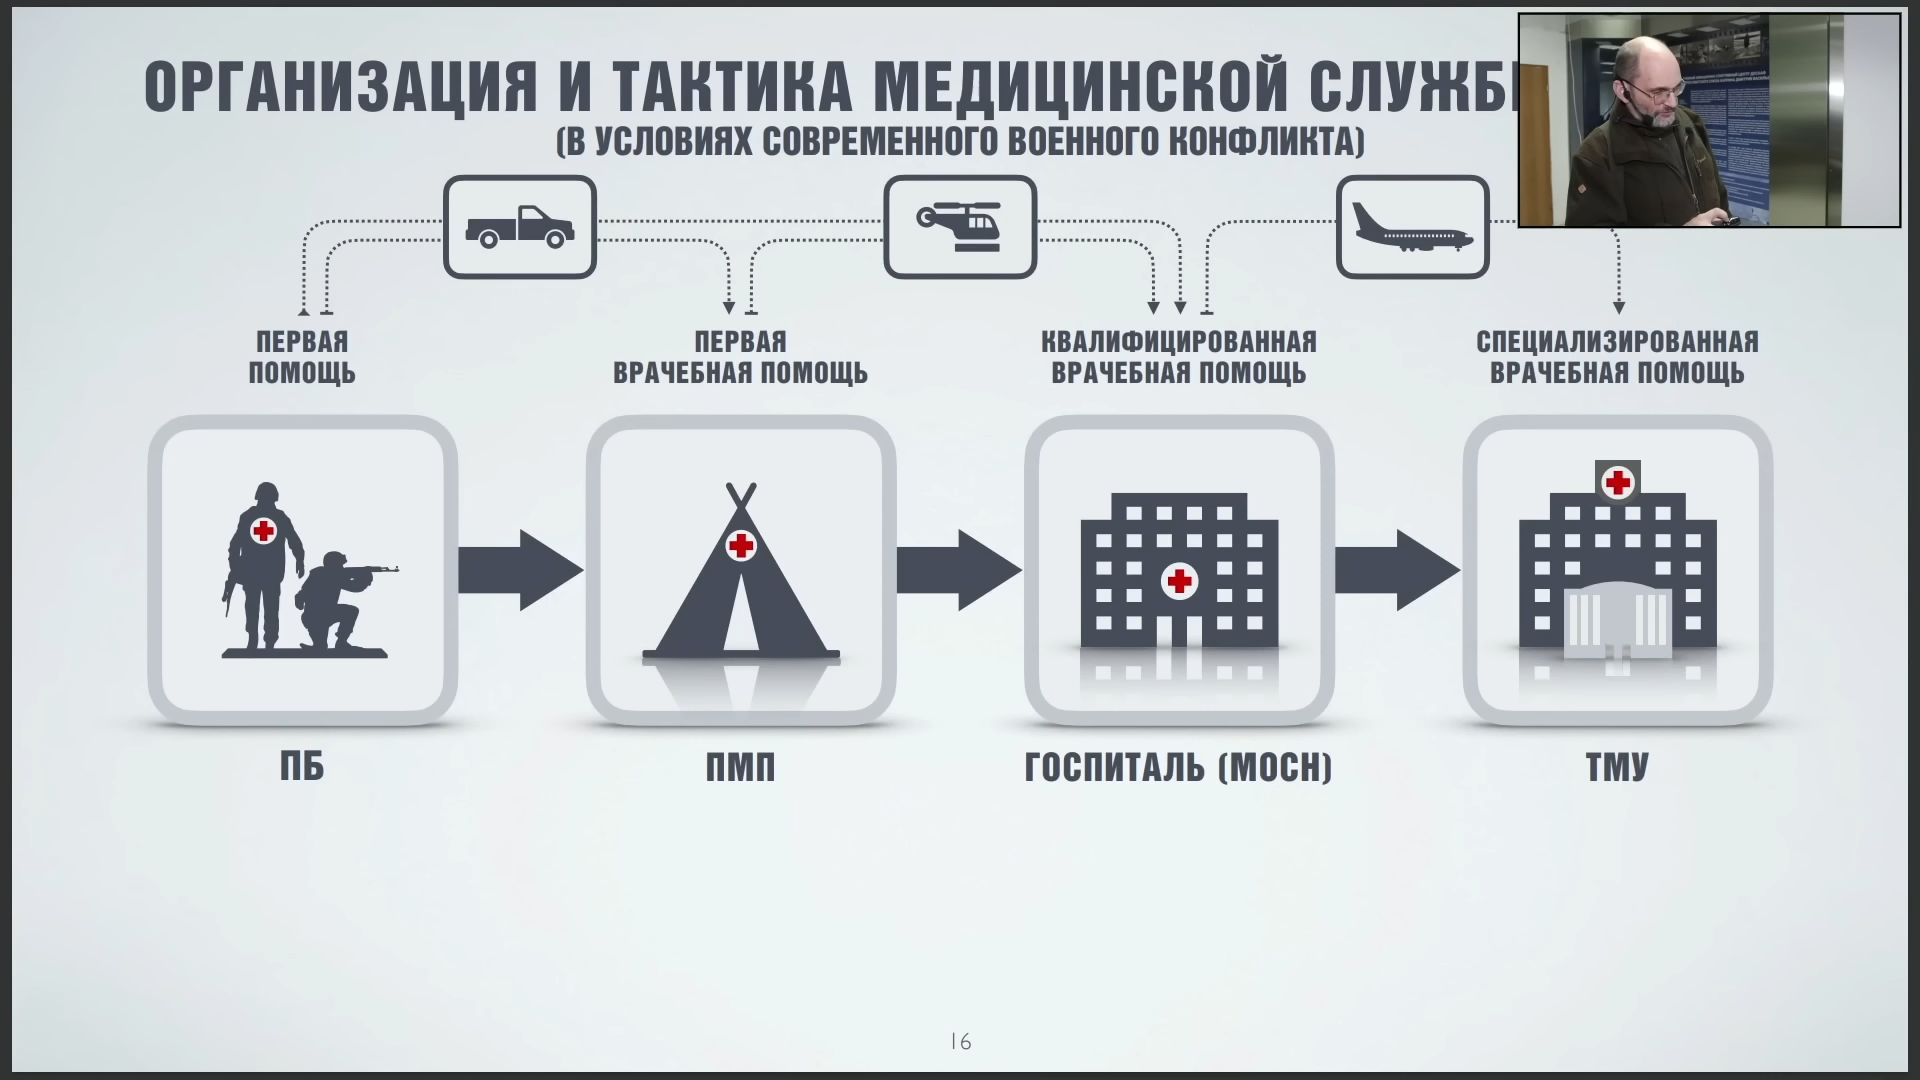 ОРГАНИЗАЦИЯ И ТАКТИКА МЕДИЦИНСКОЙ
(В УСЛОВИЯХ СОВРЕМЕННОГО ВОЕННОГО КОНФЛИКТА)
ПЕРВАЯ
ПОМОЩЬ
ПЕРВАЯ
ВРАЧЕБНАЯ ПОМОЩЬ
КВАЛИФИЦИРОВАННАЯ
ВРАЧЕБНАЯ ПОМОЩЬ
СПЕЦИАЛИЗИРОВАННАЯ
ВРАЧЕБНАЯ ПОМОЩЬ
ПБ
ПМП
ГОСПИТАЛЬ (МОСН)
ТМУ
16